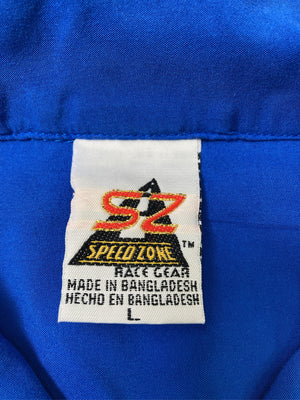 SZ
SPEED ZONE ™
RACE GEAR
MADE IN BANGLADESH
HECHO EN BANGLADESH
L